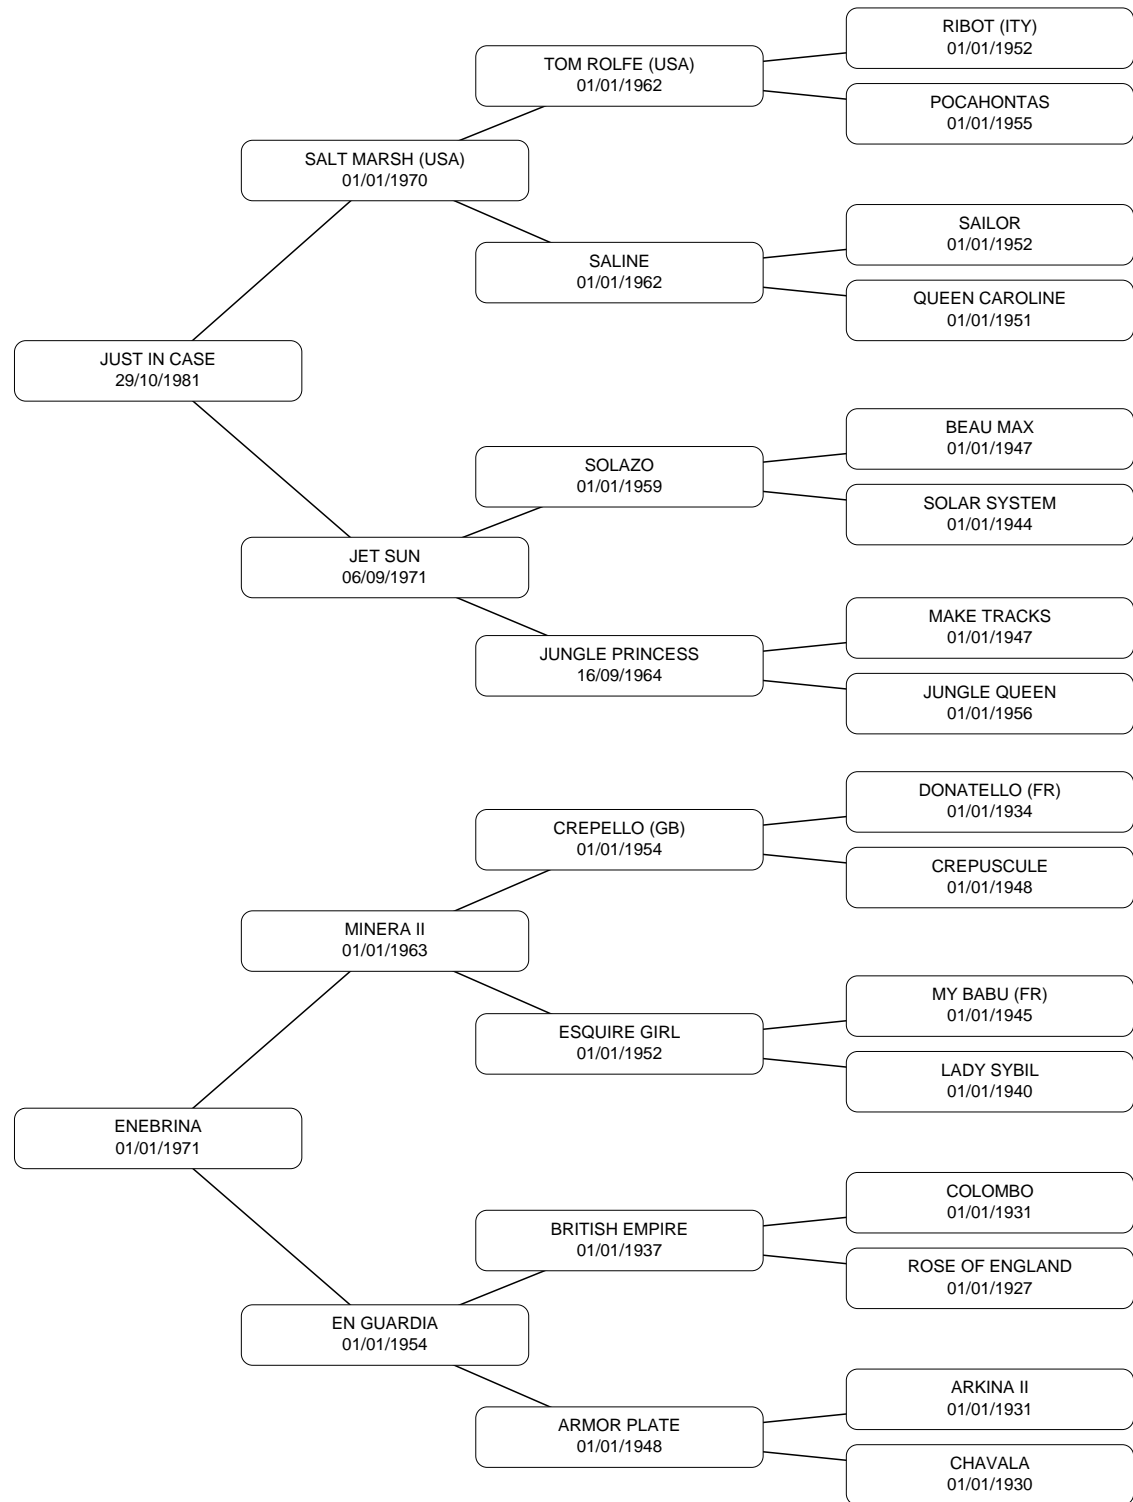 RIBOT (ITY)
01/01/1952
TOM ROLFE (USA)
01/01/1962
POCAHONTAS
01/01/1955
SALT MARSH (USA)
01/01/1970
SAILOR
01/01/1952
SALINE
01/01/1962
QUEEN CAROLINE
01/01/1951
JUST IN CASE
29/10/1981
BEAU MAX
01/01/1947
SOLAZO
01/01/1959
SOLAR SYSTEM
01/01/1944
JET SUN
06/09/1971
MAKE TRACKS
01/01/1947
JUNGLE PRINCESS
16/09/1964
JUNGLE QUEEN
01/01/1956
DONATELLO (FR)
01/01/1934
CREPELLO (GB)
01/01/1954
CREPUSCULE
01/01/1948
MINERA II
01/01/1963
MY BABU (FR)
01/01/1945
ESQUIRE GIRL
01/01/1952
LADY SYBIL
01/01/1940
ENEBRINA
01/01/1971
COLOMBO
01/01/1931
BRITISH EMPIRE
01/01/1937
ROSE OF ENGLAND
01/01/1927
EN GUARDIA
01/01/1954
ARKINA II
01/01/1931
ARMOR PLATE
01/01/1948
CHAVALA
01/01/1930